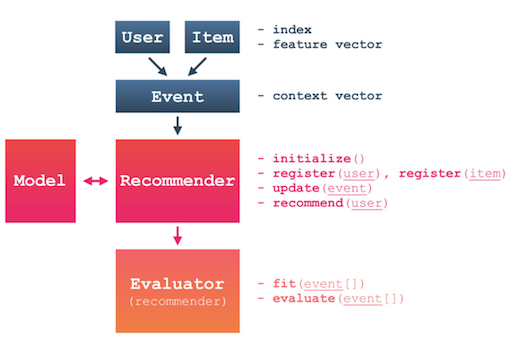 User Item - index
- feature vector
Event - context vector
- initialize()
Model Recommender - register(user), register(item)
- update(event)
- recommend(user)
Evaluator - fit(event[])
(recommender) - evaluate(event[])